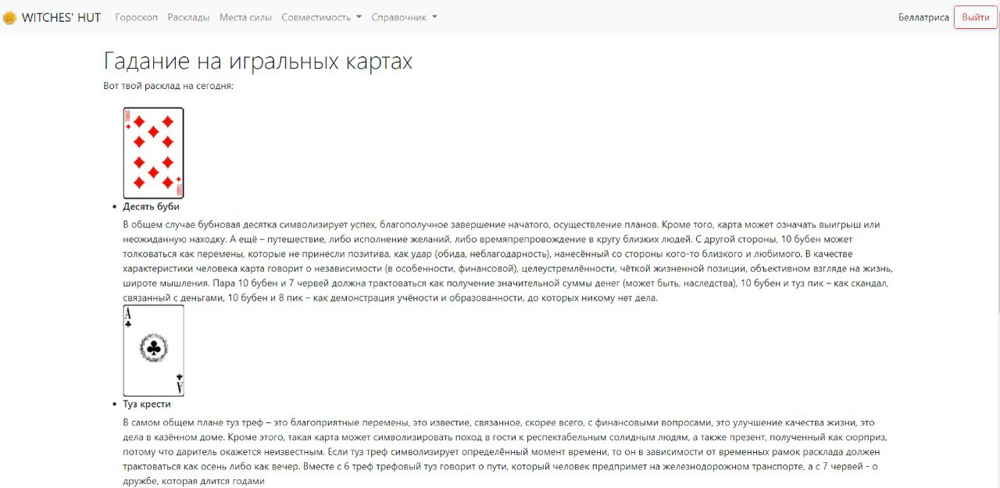 WITCHES' HUT Гороскоп Расклады Места силы Совместимость Справочник Беллатриса Выйти
Гадание на игральных картах
Вот твой расклад на сегодня:
10
10
Десять буби
В общем случае бубновая десятка символизирует успех, благополучное завершение начатого, осуществление планов. Кроме того, карта может означать выигрыш или
неожиданную находку. А ещё – путешествие, либо исполнение желаний, либо времяпрепровождение в кругу близких людей. С другой стороны, 10 бубен может
толковаться как перемены, которые не принесли позитива, как удар (обида, неблагодарность), нанесённый со стороны кого-то близкого и любимого. В качестве
характеристики человека карта говорит о независимости (в особенности, финансовой), целеустремлённости, чёткой жизненной позиции, объективном взгляде на жизнь,
широте мышления. Пара 10 бубен и 7 червей должна трактоваться как получение значительной суммы денег (может быть, наследства), 10 бубен и туз пик – как скандал,
связанный с деньгами, 10 бубен и 8 пик – как демонстрация учёности и образованности, до которых никому нет дела.
A
A
Туз крести
В самом общем плане туз треф – это благоприятные перемены, это известие, связанное, скорее всего, с финансовыми вопросами, это улучшение качества жизни, это
дела в казённом доме. Кроме этого, такая карта может символизировать поход в гости к респектабельным солидным людям, а также презент, полученный как сюрприз,
потому что даритель окажется неизвестным. Если туз треф символизирует определённый момент времени, то он в зависимости от временных рамок расклада должен
трактоваться как осень либо как вечер. Вместе с 6 треф трефовый туз говорит о пути, который человек предпримет на железнодорожном транспорте, а с 7 червей - о
дружбе, которая длится годами